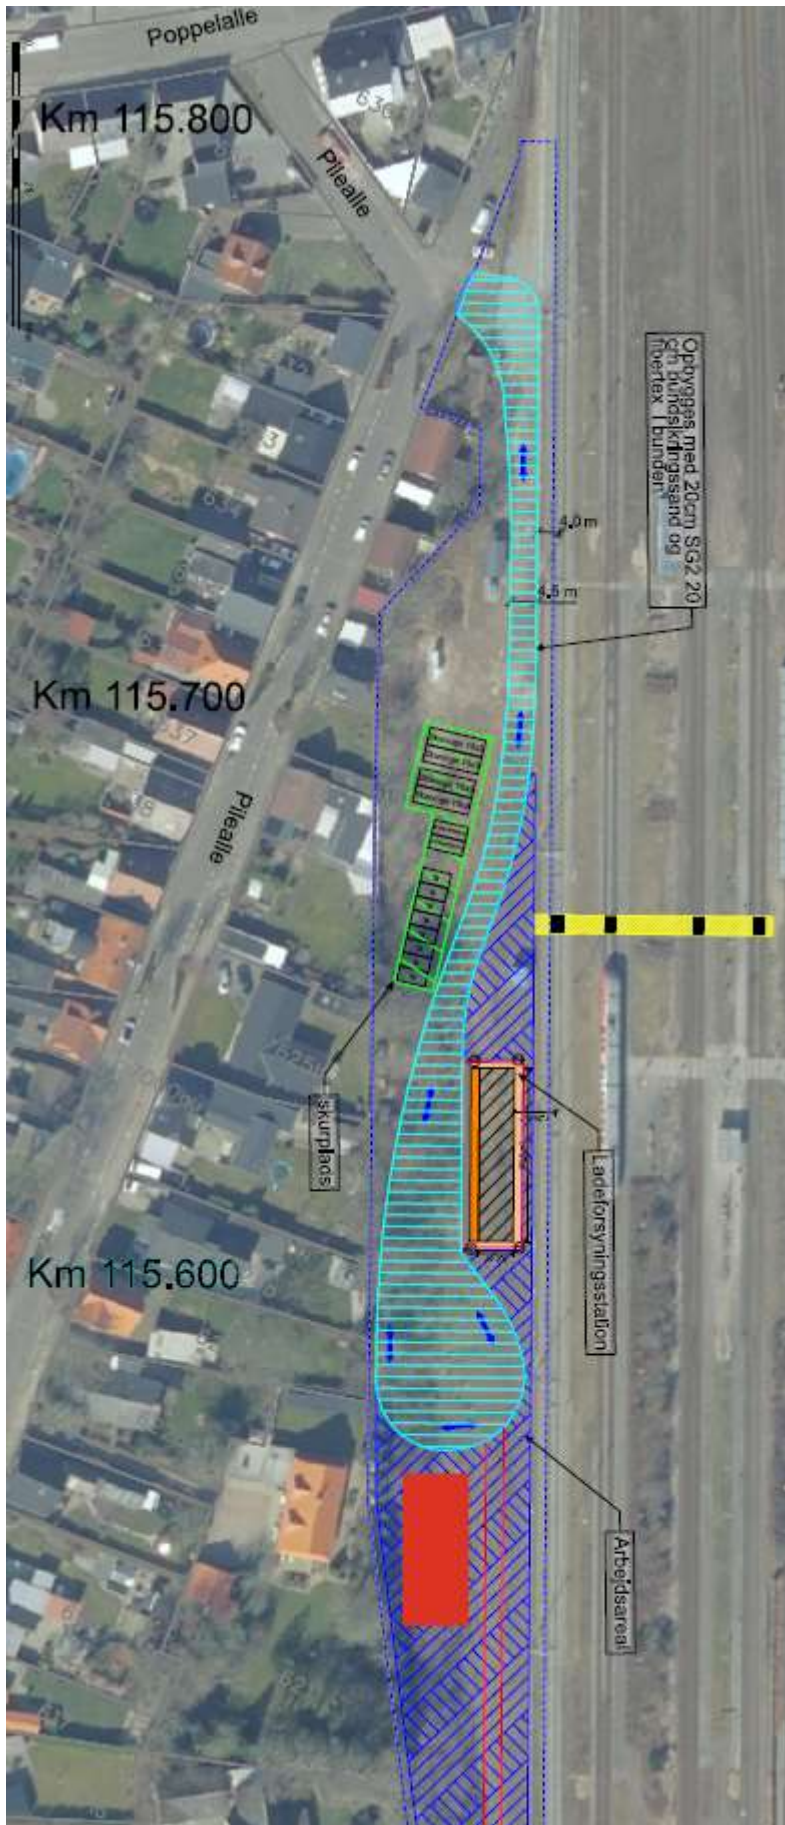 Poppelalle
Km 115.800
Pilealle
Opbygges med 20cm SG2 20
cm bundsikringssand og
fibertex i bunden
4.0 m
4.5 m
Km 115.700
Pilealle
skurplads
Ladeforsyningsstation
Km 115.600
Arbejdsareal